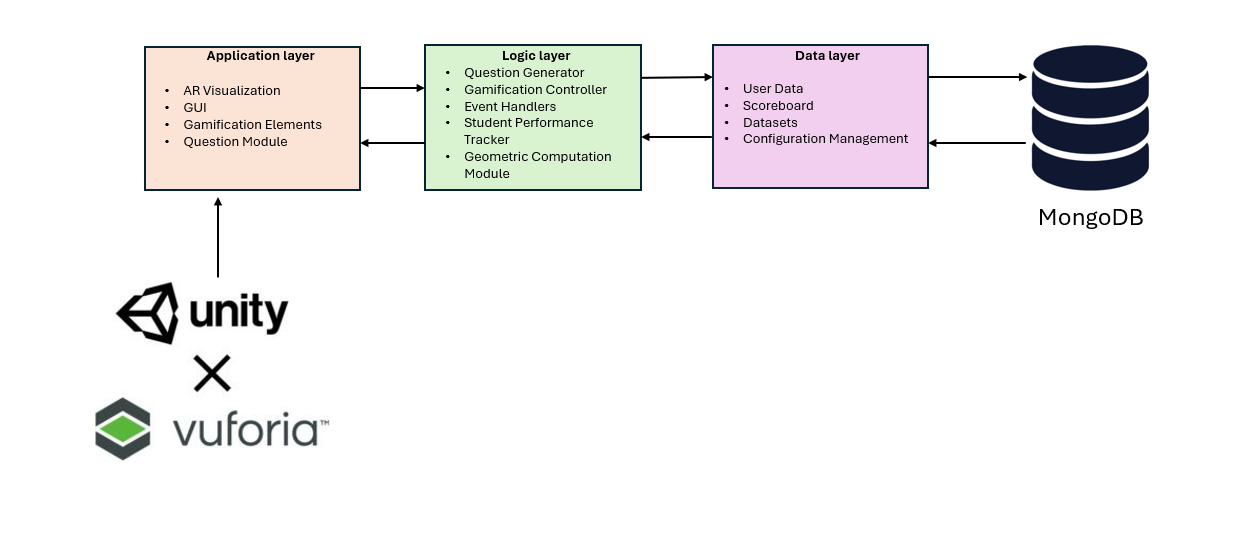 Application layer
• AR Visualization
• GUI
• Gamification Elements
• Question Module
Logic layer
• Question Generator
• Gamification Controller
• Event Handlers
• Student Performance
Tracker
• Geometric Computation
Module
Data layer
• User Data
• Scoreboard
• Datasets
• Configuration Management
MongoDB
unity
vuforia™